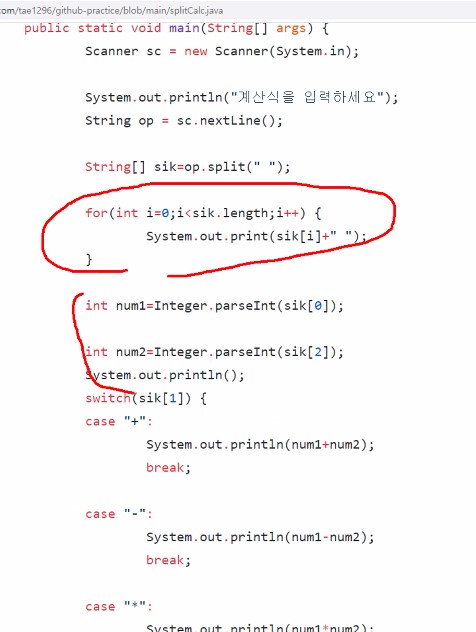 com/tae1296/github-practice/blob/main/splitCalc.java
public static void main(String[] args) {
Scanner sc = new Scanner(System.in);
System.out.println("계산식을 입력하세요");
String op = sc.nextLine();
String[] sik=op.split(" ");
for(int i=0;i<sik.length;i++) {
System.out.print(sik[i]+" ");
}
int num1=Integer.parseInt(sik[0]);
int num2=Integer.parseInt(sik[2]);
System.out.println();
switch(sik[1]) {
case "+":
System.out.println(num1+num2);
break;
case "-":
System.out.println(num1-num2);
break;
case "*":
System.out.println(num1*num2);